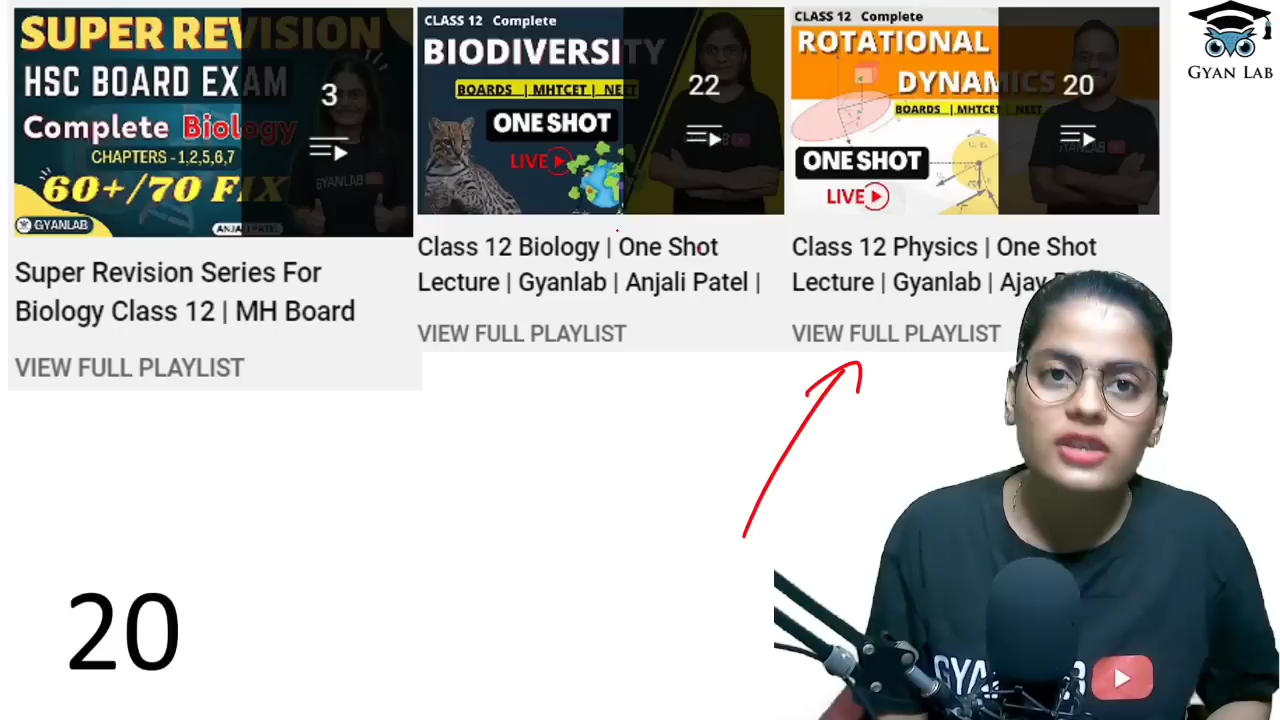 SUPER REVISION
HSC BOARD EXAM
Complete Biology
CHAPTERS - 1,2,5,6,7
60+/70 FIX
GYANLAB
ANJALI PATEL
GYANLAB
3
Super Revision Series For
Biology Class 12 | MH Board
VIEW FULL PLAYLIST
CLASS 12 Complete
BIODIVERSITY
BOARDS | MHTCET | NEET
ONE SHOT
LIVE
22
Class 12 Biology | One Shot
Lecture | Gyanlab | Anjali Patel |
VIEW FULL PLAYLIST
CLASS 12 Complete
ROTATIONAL
DYNAMICS
BOARDS | MHTCET | NEET
ONE SHOT
LIVE
20
Class 12 Physics | One Shot
Lecture | Gyanlab | Ajay
VIEW FULL PLAYLIST
GYAN LAB
20